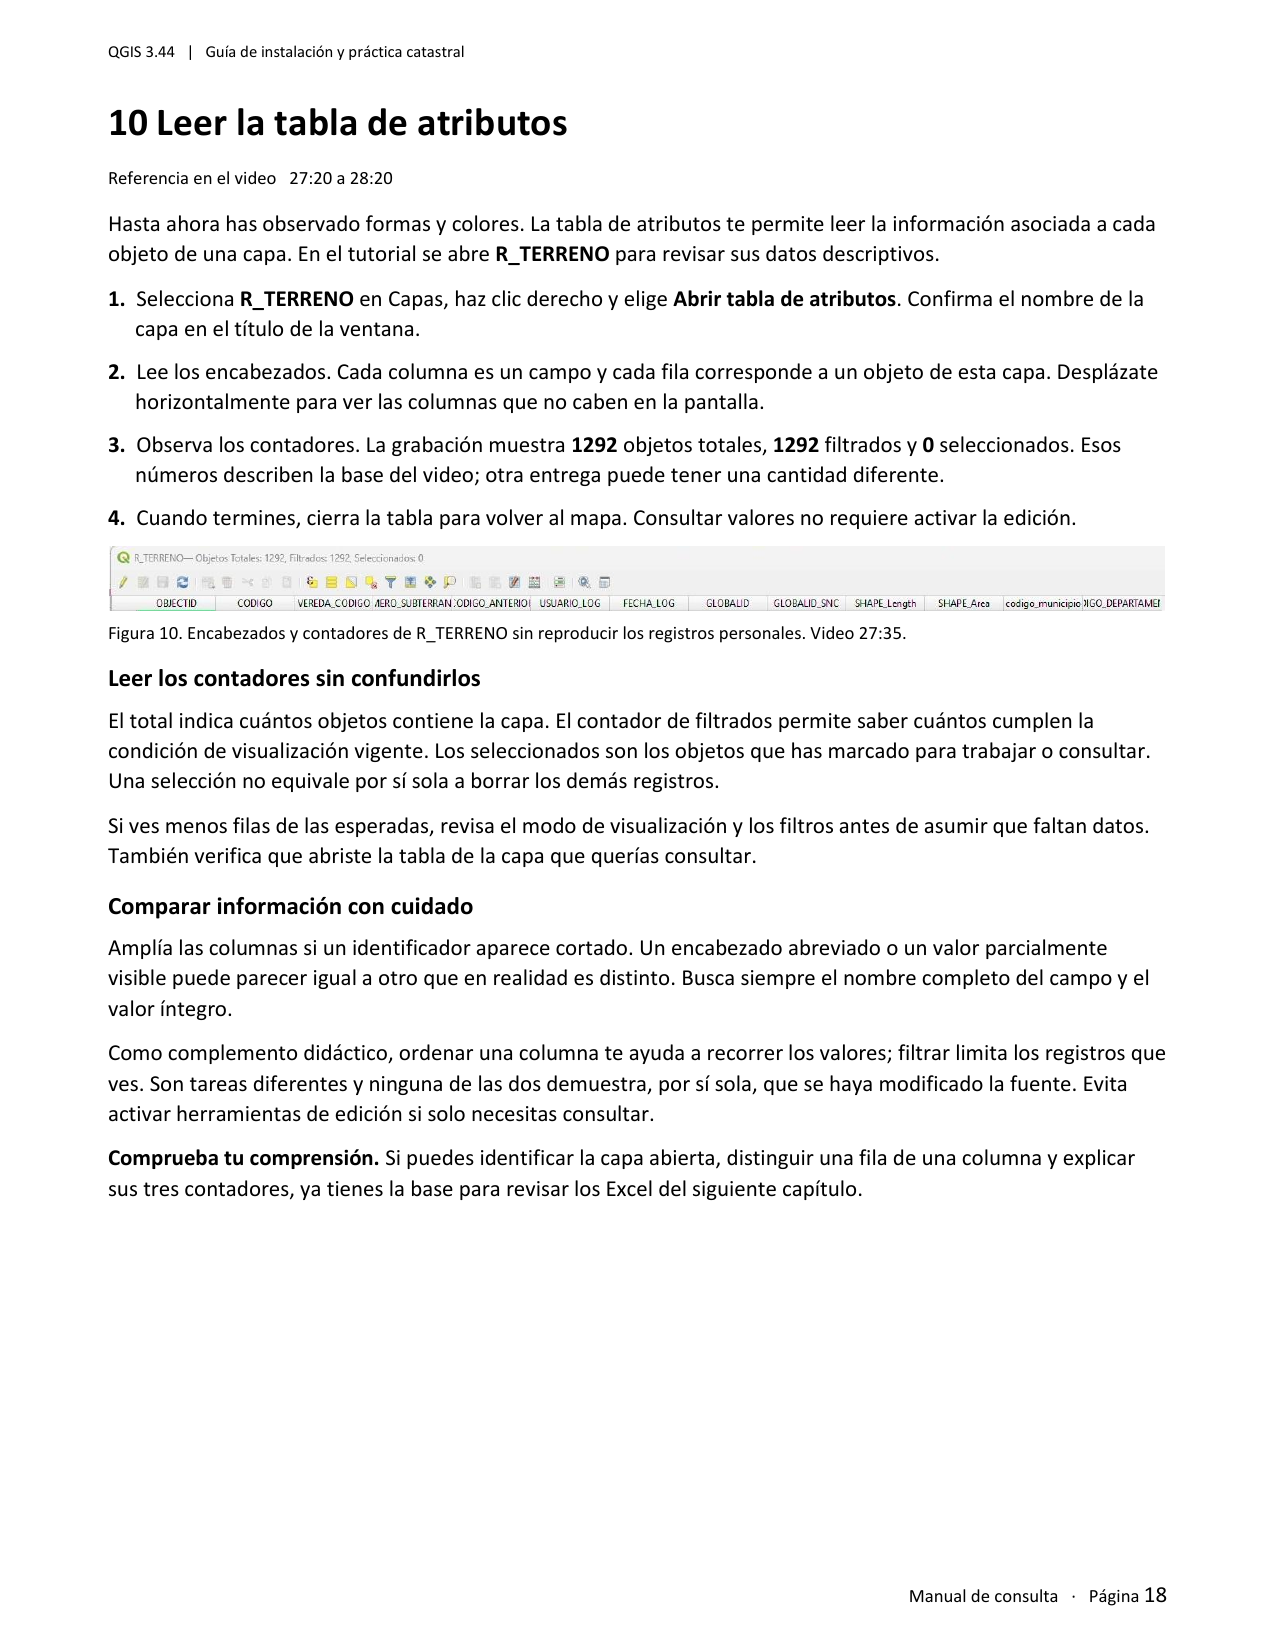 QGIS 3.44 | Guía de instalación y práctica catastral
10 Leer la tabla de atributos
Referencia en el video 27:20 a 28:20
Hasta ahora has observado formas y colores. La tabla de atributos te permite leer la información asociada a cada
objeto de una capa. En el tutorial se abre R_TERRENO para revisar sus datos descriptivos.
1. Selecciona R_TERRENO en Capas, haz clic derecho y elige Abrir tabla de atributos. Confirma el nombre de la
capa en el título de la ventana.
2. Lee los encabezados. Cada columna es un campo y cada fila corresponde a un objeto de esta capa. Desplázate
horizontalmente para ver las columnas que no caben en la pantalla.
3. Observa los contadores. La grabación muestra 1292 objetos totales, 1292 filtrados y 0 seleccionados. Esos
números describen la base del video; otra entrega puede tener una cantidad diferente.
4. Cuando termines, cierra la tabla para volver al mapa. Consultar valores no requiere activar la edición.
R_TERRENO— Objetos Totales: 1292, Filtrados: 1292, Seleccionados: 0
OBJECTID CODIGO VEREDA_CODIGO MERO_SUBTERRAN CODIGO_ANTERIOI USUARIO_LOG FECHA_LOG GLOBALID GLOBALID_SNC SHAPE_Length SHAPE_Area codigo_municipio DIGO_DEPARTAMEI
Figura 10. Encabezados y contadores de R_TERRENO sin reproducir los registros personales. Video 27:35.
Leer los contadores sin confundirlos
El total indica cuántos objetos contiene la capa. El contador de filtrados permite saber cuántos cumplen la
condición de visualización vigente. Los seleccionados son los objetos que has marcado para trabajar o consultar.
Una selección no equivale por sí sola a borrar los demás registros.
Si ves menos filas de las esperadas, revisa el modo de visualización y los filtros antes de asumir que faltan datos.
También verifica que abriste la tabla de la capa que querías consultar.
Comparar información con cuidado
Amplía las columnas si un identificador aparece cortado. Un encabezado abreviado o un valor parcialmente
visible puede parecer igual a otro que en realidad es distinto. Busca siempre el nombre completo del campo y el
valor íntegro.
Como complemento didáctico, ordenar una columna te ayuda a recorrer los valores; filtrar limita los registros que
ves. Son tareas diferentes y ninguna de las dos demuestra, por sí sola, que se haya modificado la fuente. Evita
activar herramientas de edición si solo necesitas consultar.
Comprueba tu comprensión. Si puedes identificar la capa abierta, distinguir una fila de una columna y explicar
sus tres contadores, ya tienes la base para revisar los Excel del siguiente capítulo.
Manual de consulta · Página 18